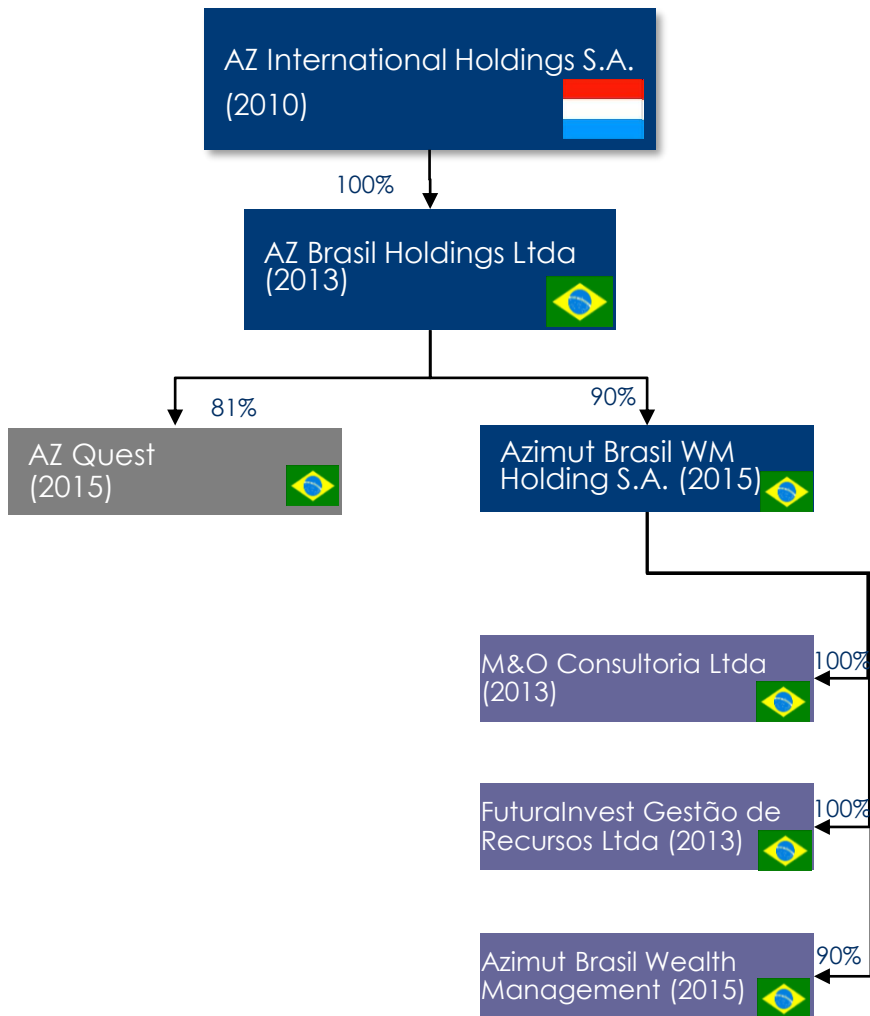 AZ International Holdings S.A.
(2010)
100%
AZ Brasil Holdings Ltda
(2013)
81%
90%
AZ Quest
(2015)
Azimut Brasil WM
Holding S.A. (2015)
M&O Consultoria Ltda
(2013)
100%
FuturaInvest Gestão de
Recursos Ltda (2013)
100%
Azimut Brasil Wealth
Management (2015)
90%